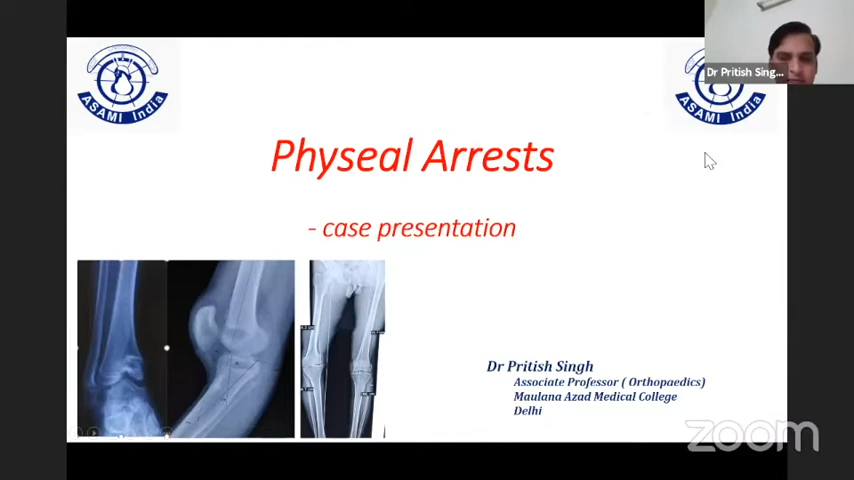 ASAMI India
ASAMI India
Dr Pritish Sing...
Physeal Arrests
- case presentation
Dr Pritish Singh
Associate Professor ( Orthopaedics)
Maulana Azad Medical College
Delhi
zoom